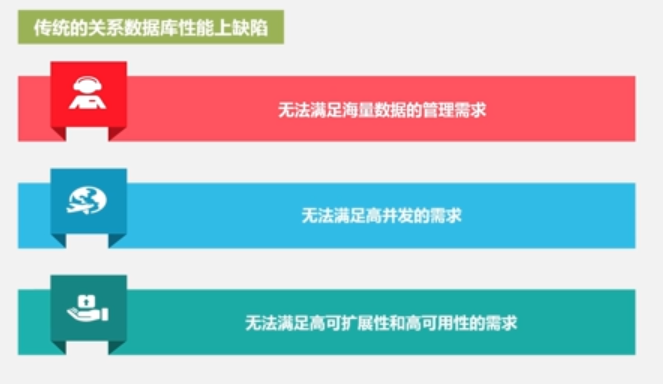 传统的关系数据库性能上缺陷
无法满足海量数据的管理需求
无法满足高并发的需求
无法满足高可扩展性和高可用性的需求